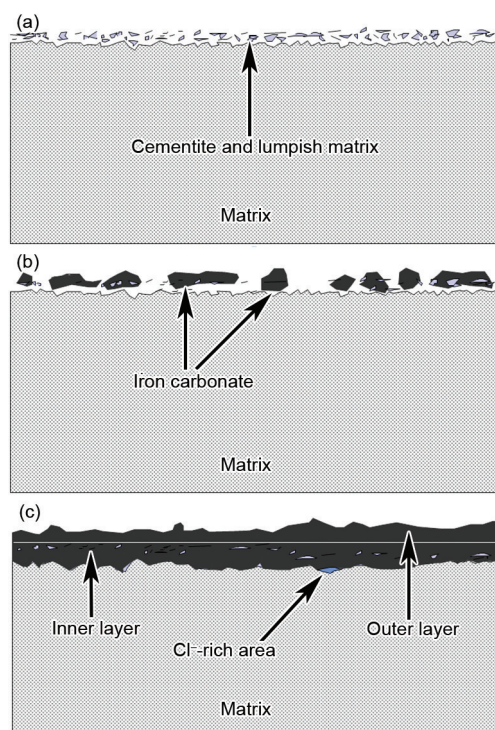 (a)
Cementite and lumpish matrix
Matrix
(b)
Iron carbonate
Matrix
(c)
Inner layer
Outer layer
Cl⁻-rich area
Matrix